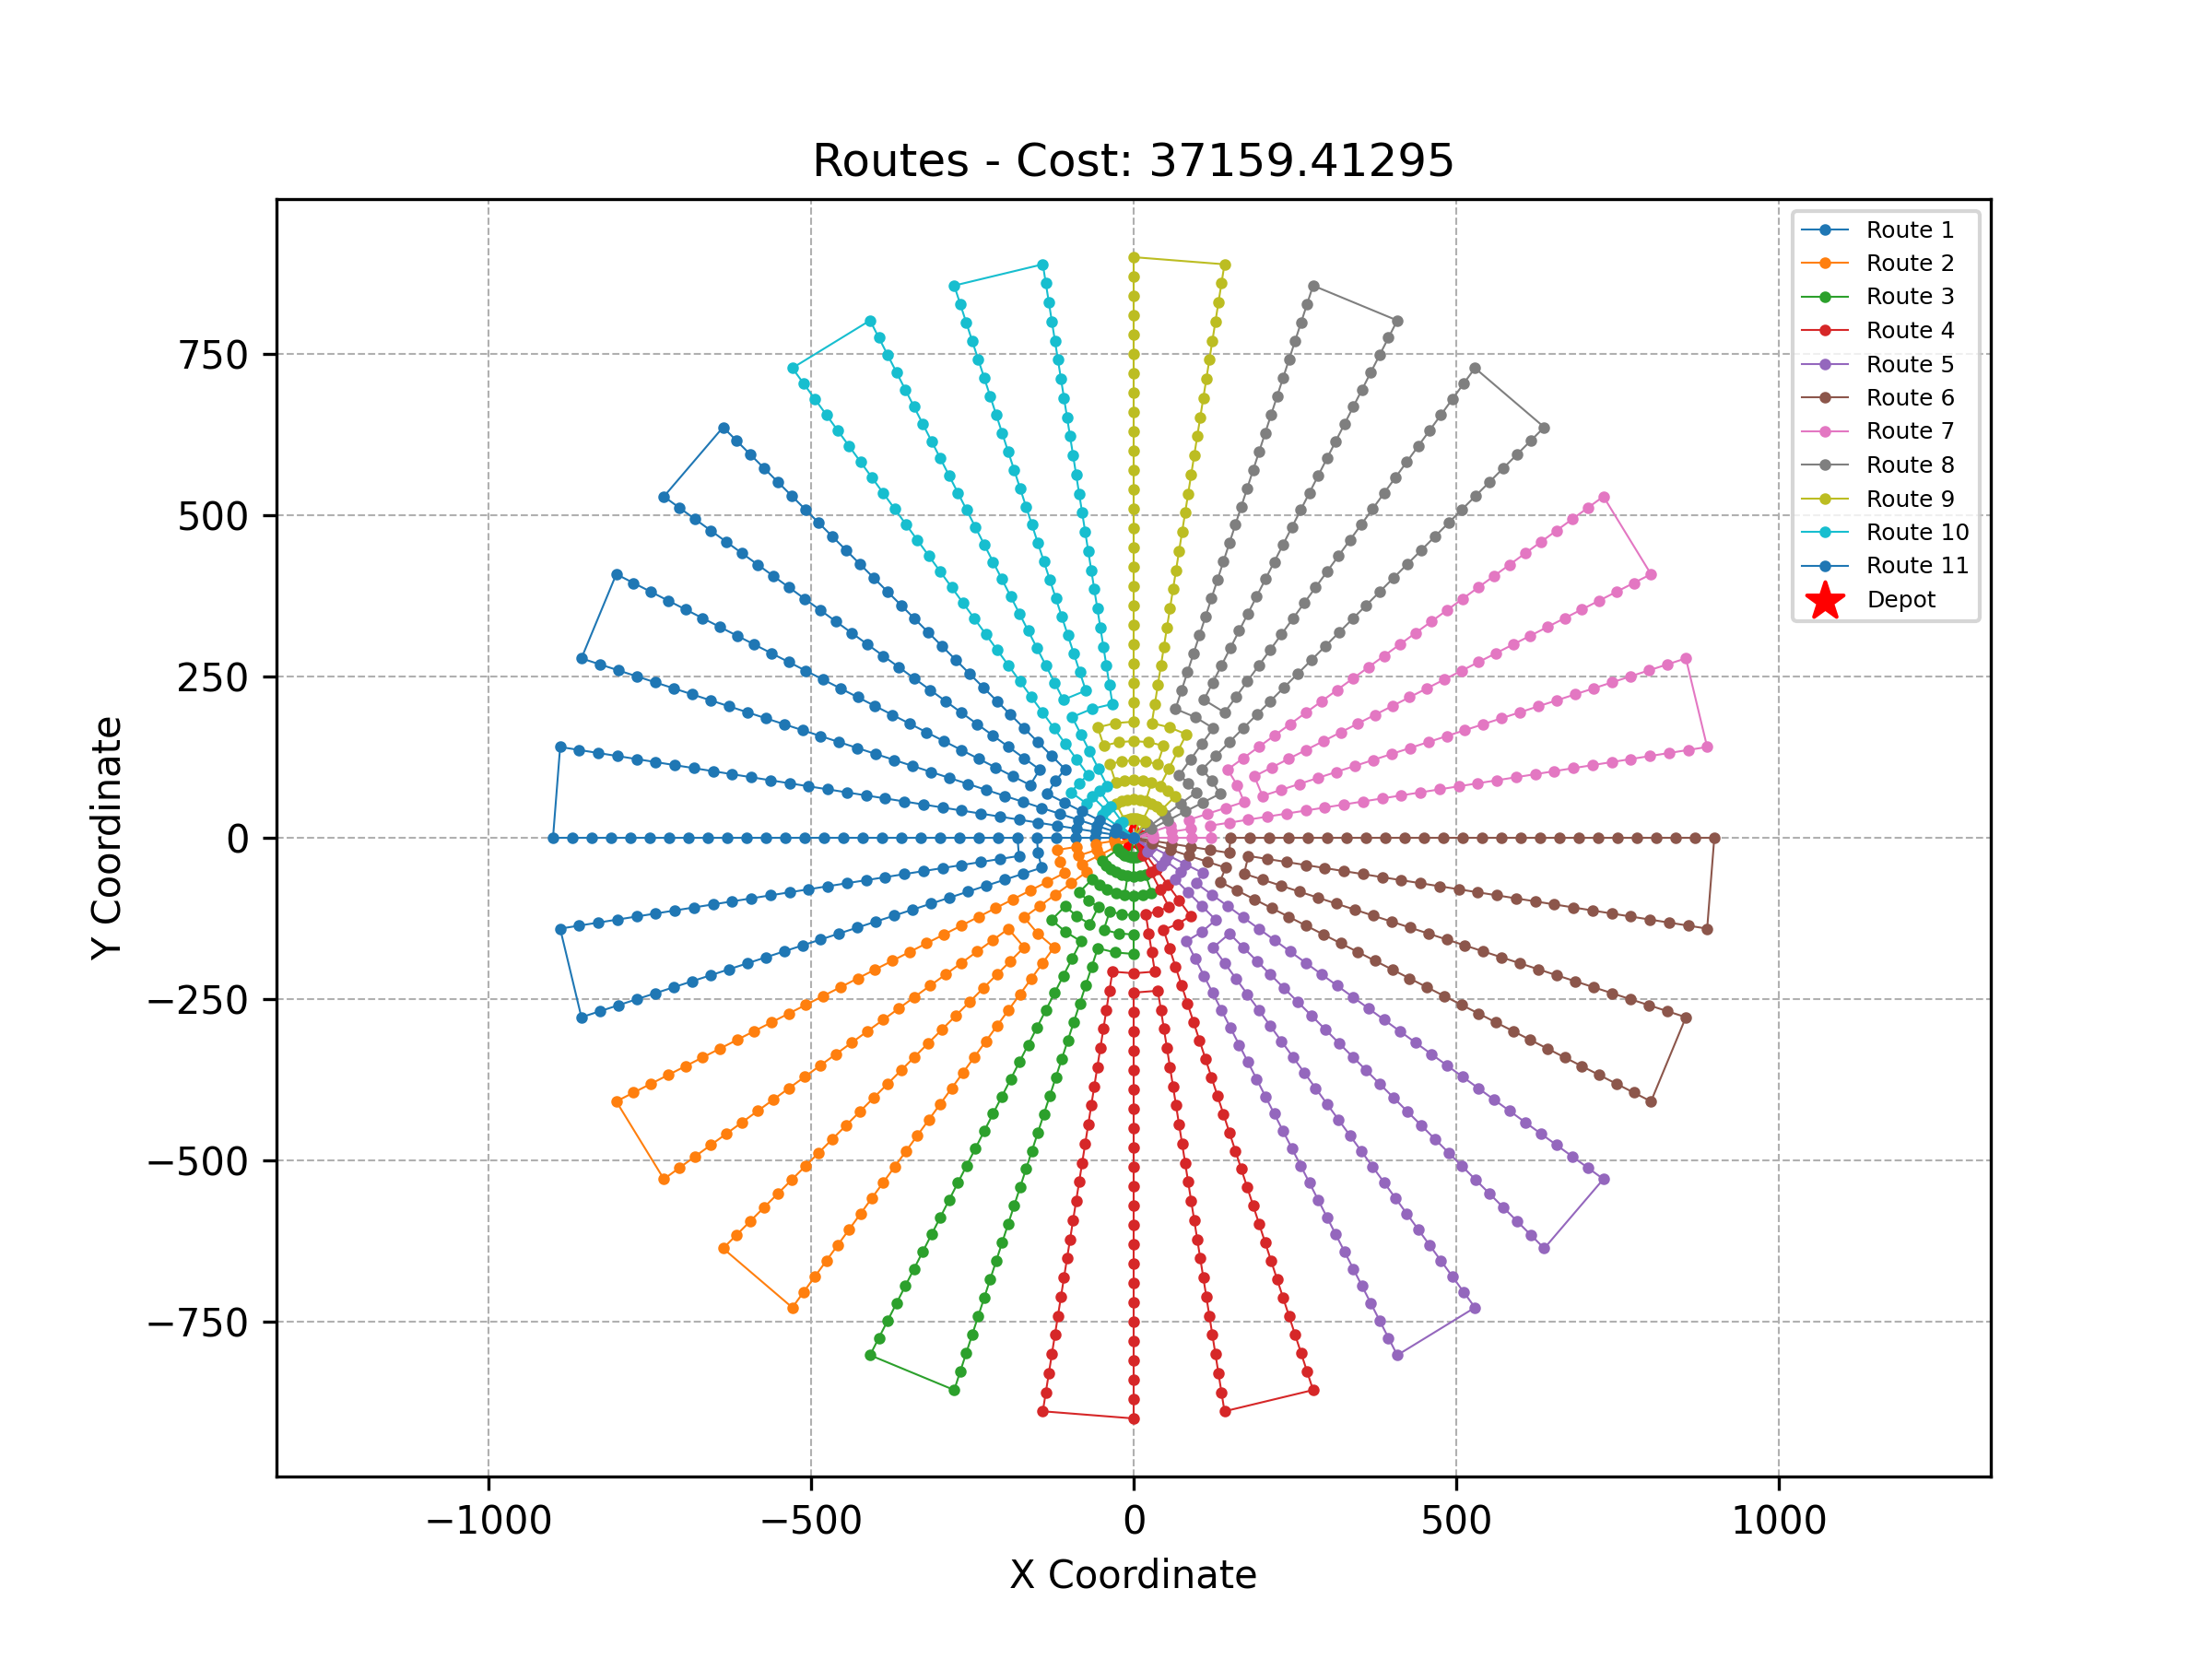 Routes - Cost: 37159.41295
Route 1
Route 2
Route 3
Route 4
Route 5
Route 6
Route 7
Route 8
Route 9
Route 10
Route 11
Depot
750
500
250
0
−250
−500
−750
Y Coordinate
−1000
−500
0
500
1000
X Coordinate